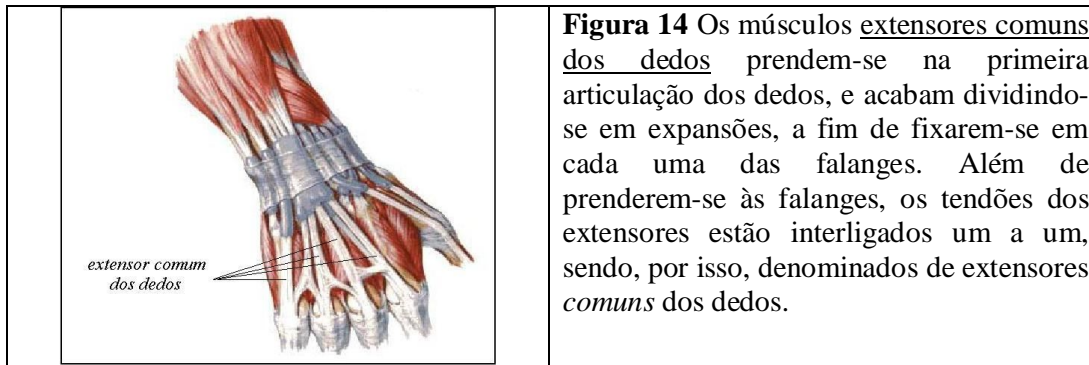 extensor comum
dos dedos
Figura 14 Os músculos extensores comuns
dos dedos prendem-se na primeira
articulação dos dedos, e acabam dividindo-
se em expansões, a fim de fixarem-se em
cada uma das falanges. Além de
prenderem-se às falanges, os tendões dos
extensores estão interligados um a um,
sendo, por isso, denominados de extensores
comuns dos dedos.